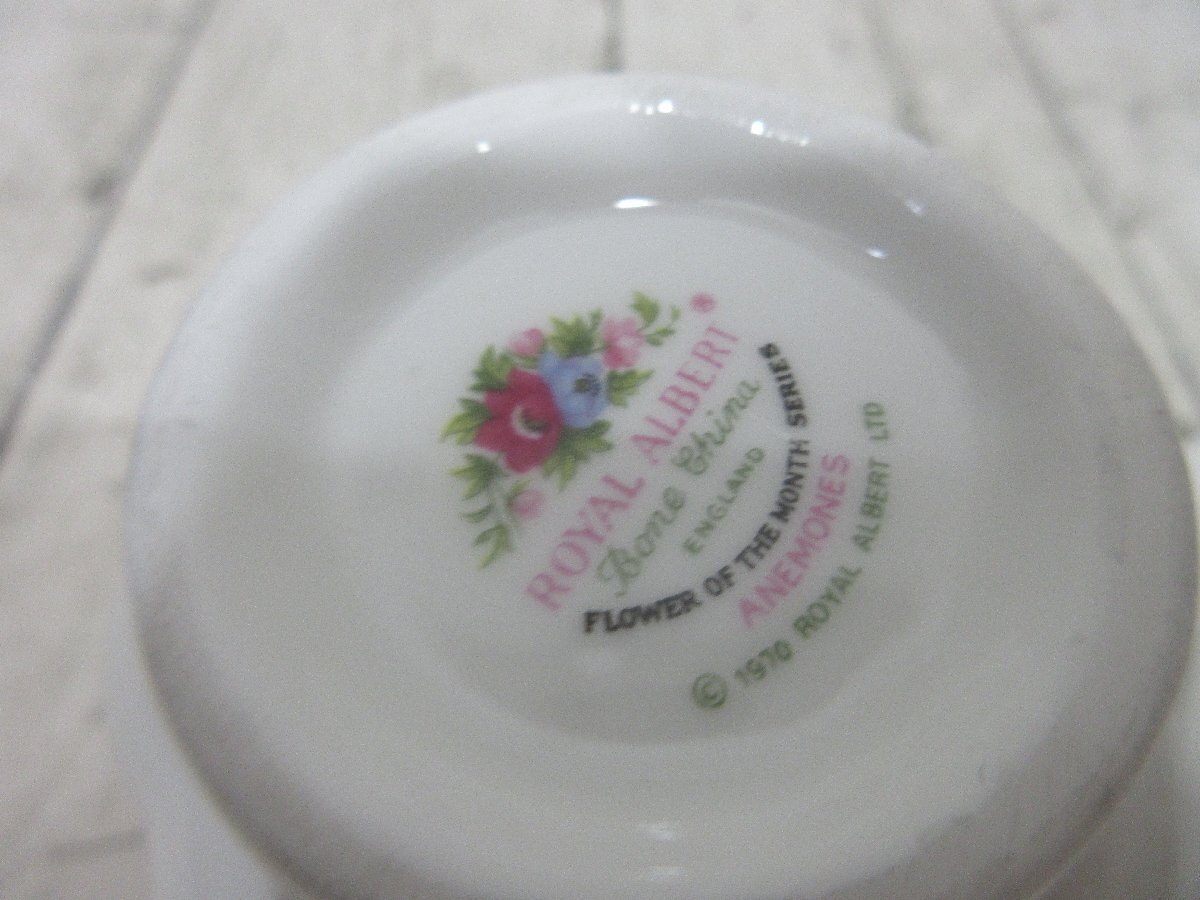 ROYAL ALBERT ®
Bone China
ENGLAND
FLOWER OF THE MONTH SERIES
ANEMONES
© 1970 ROYAL ALBERT LTD